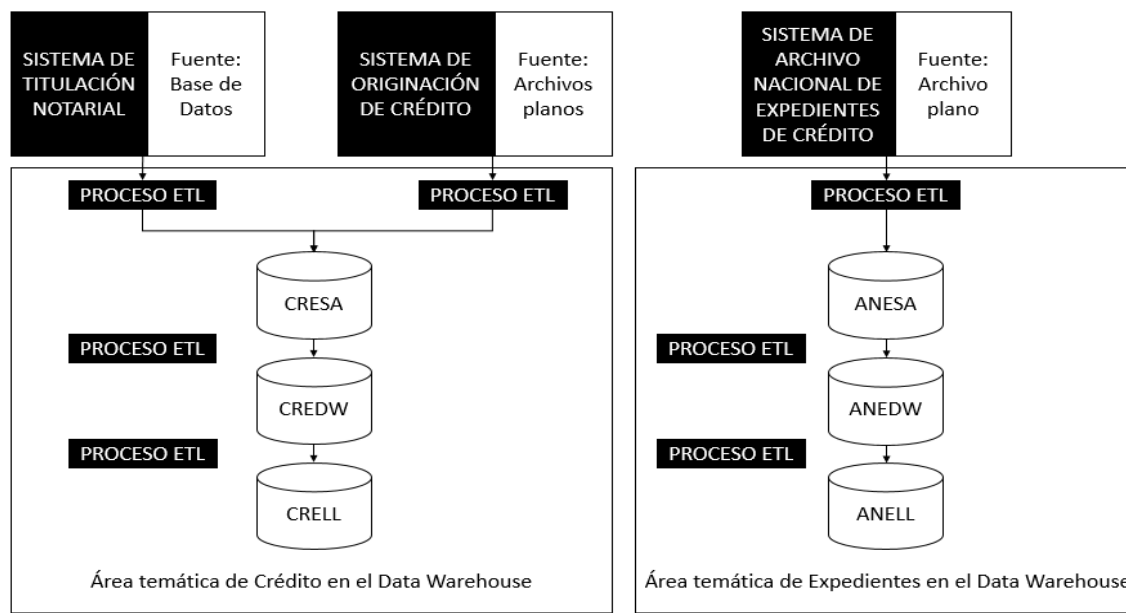 SISTEMA DE
TITULACIÓN
NOTARIAL
Fuente:
Base de
Datos
SISTEMA DE
ORIGINACIÓN
DE CRÉDITO
Fuente:
Archivos
planos
SISTEMA DE
ARCHIVO
NACIONAL DE
EXPEDIENTES
DE CRÉDITO
Fuente:
Archivo
plano
PROCESO ETL
PROCESO ETL
CRESA
PROCESO ETL
CREDW
PROCESO ETL
CRELL
Área temática de Crédito en el Data Warehouse
PROCESO ETL
ANESA
PROCESO ETL
ANEDW
PROCESO ETL
ANELL
Área temática de Expedientes en el Data Warehouse